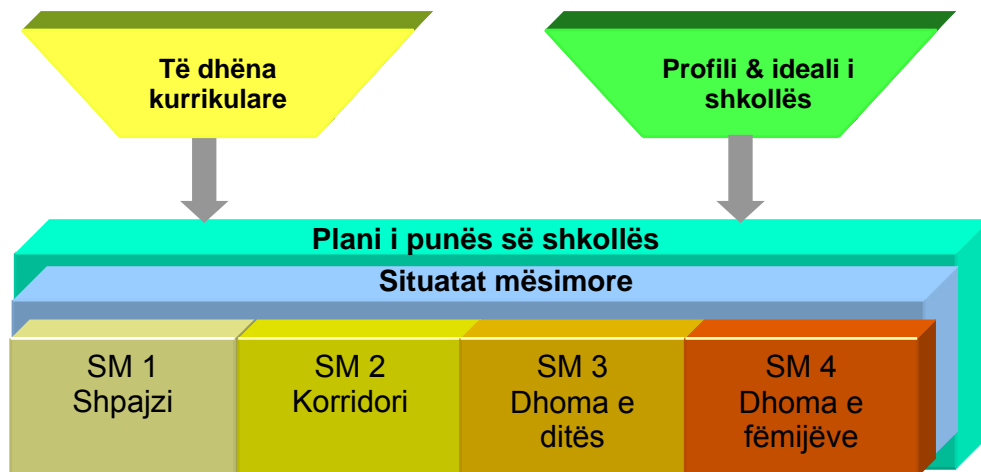 Të dhëna
kurrikulare
Profili & ideali i
shkollës
Plani i punës së shkollës
Situatat mësimore
SM 1
Shpajzi
SM 2
Korridori
SM 3
Dhoma e
ditës
SM 4
Dhoma e
fëmijëve